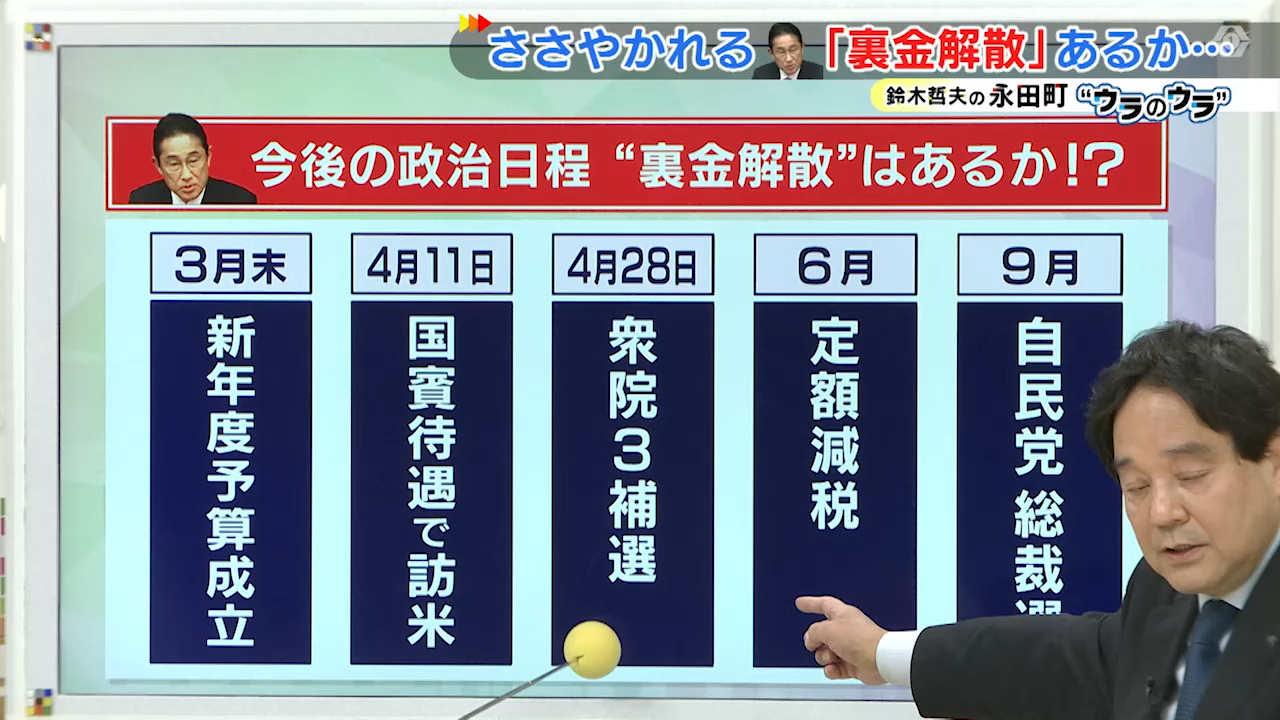 ささやかれる「裏金解散」あるか…
鈴木哲夫の永田町“ウラのウラ”
今後の政治日程 “裏金解散”はあるか!?
3月末
新年度予算成立
4月11日
国賓待遇で訪米
4月28日
衆院3補選
6月
定額減税
9月
自民党 総裁選